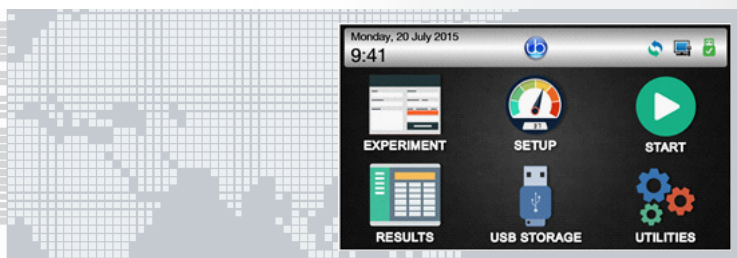 Monday, 20 July 2015
9:41
EXPERIMENT
SETUP
START
RESULTS
USB STORAGE
UTILITIES